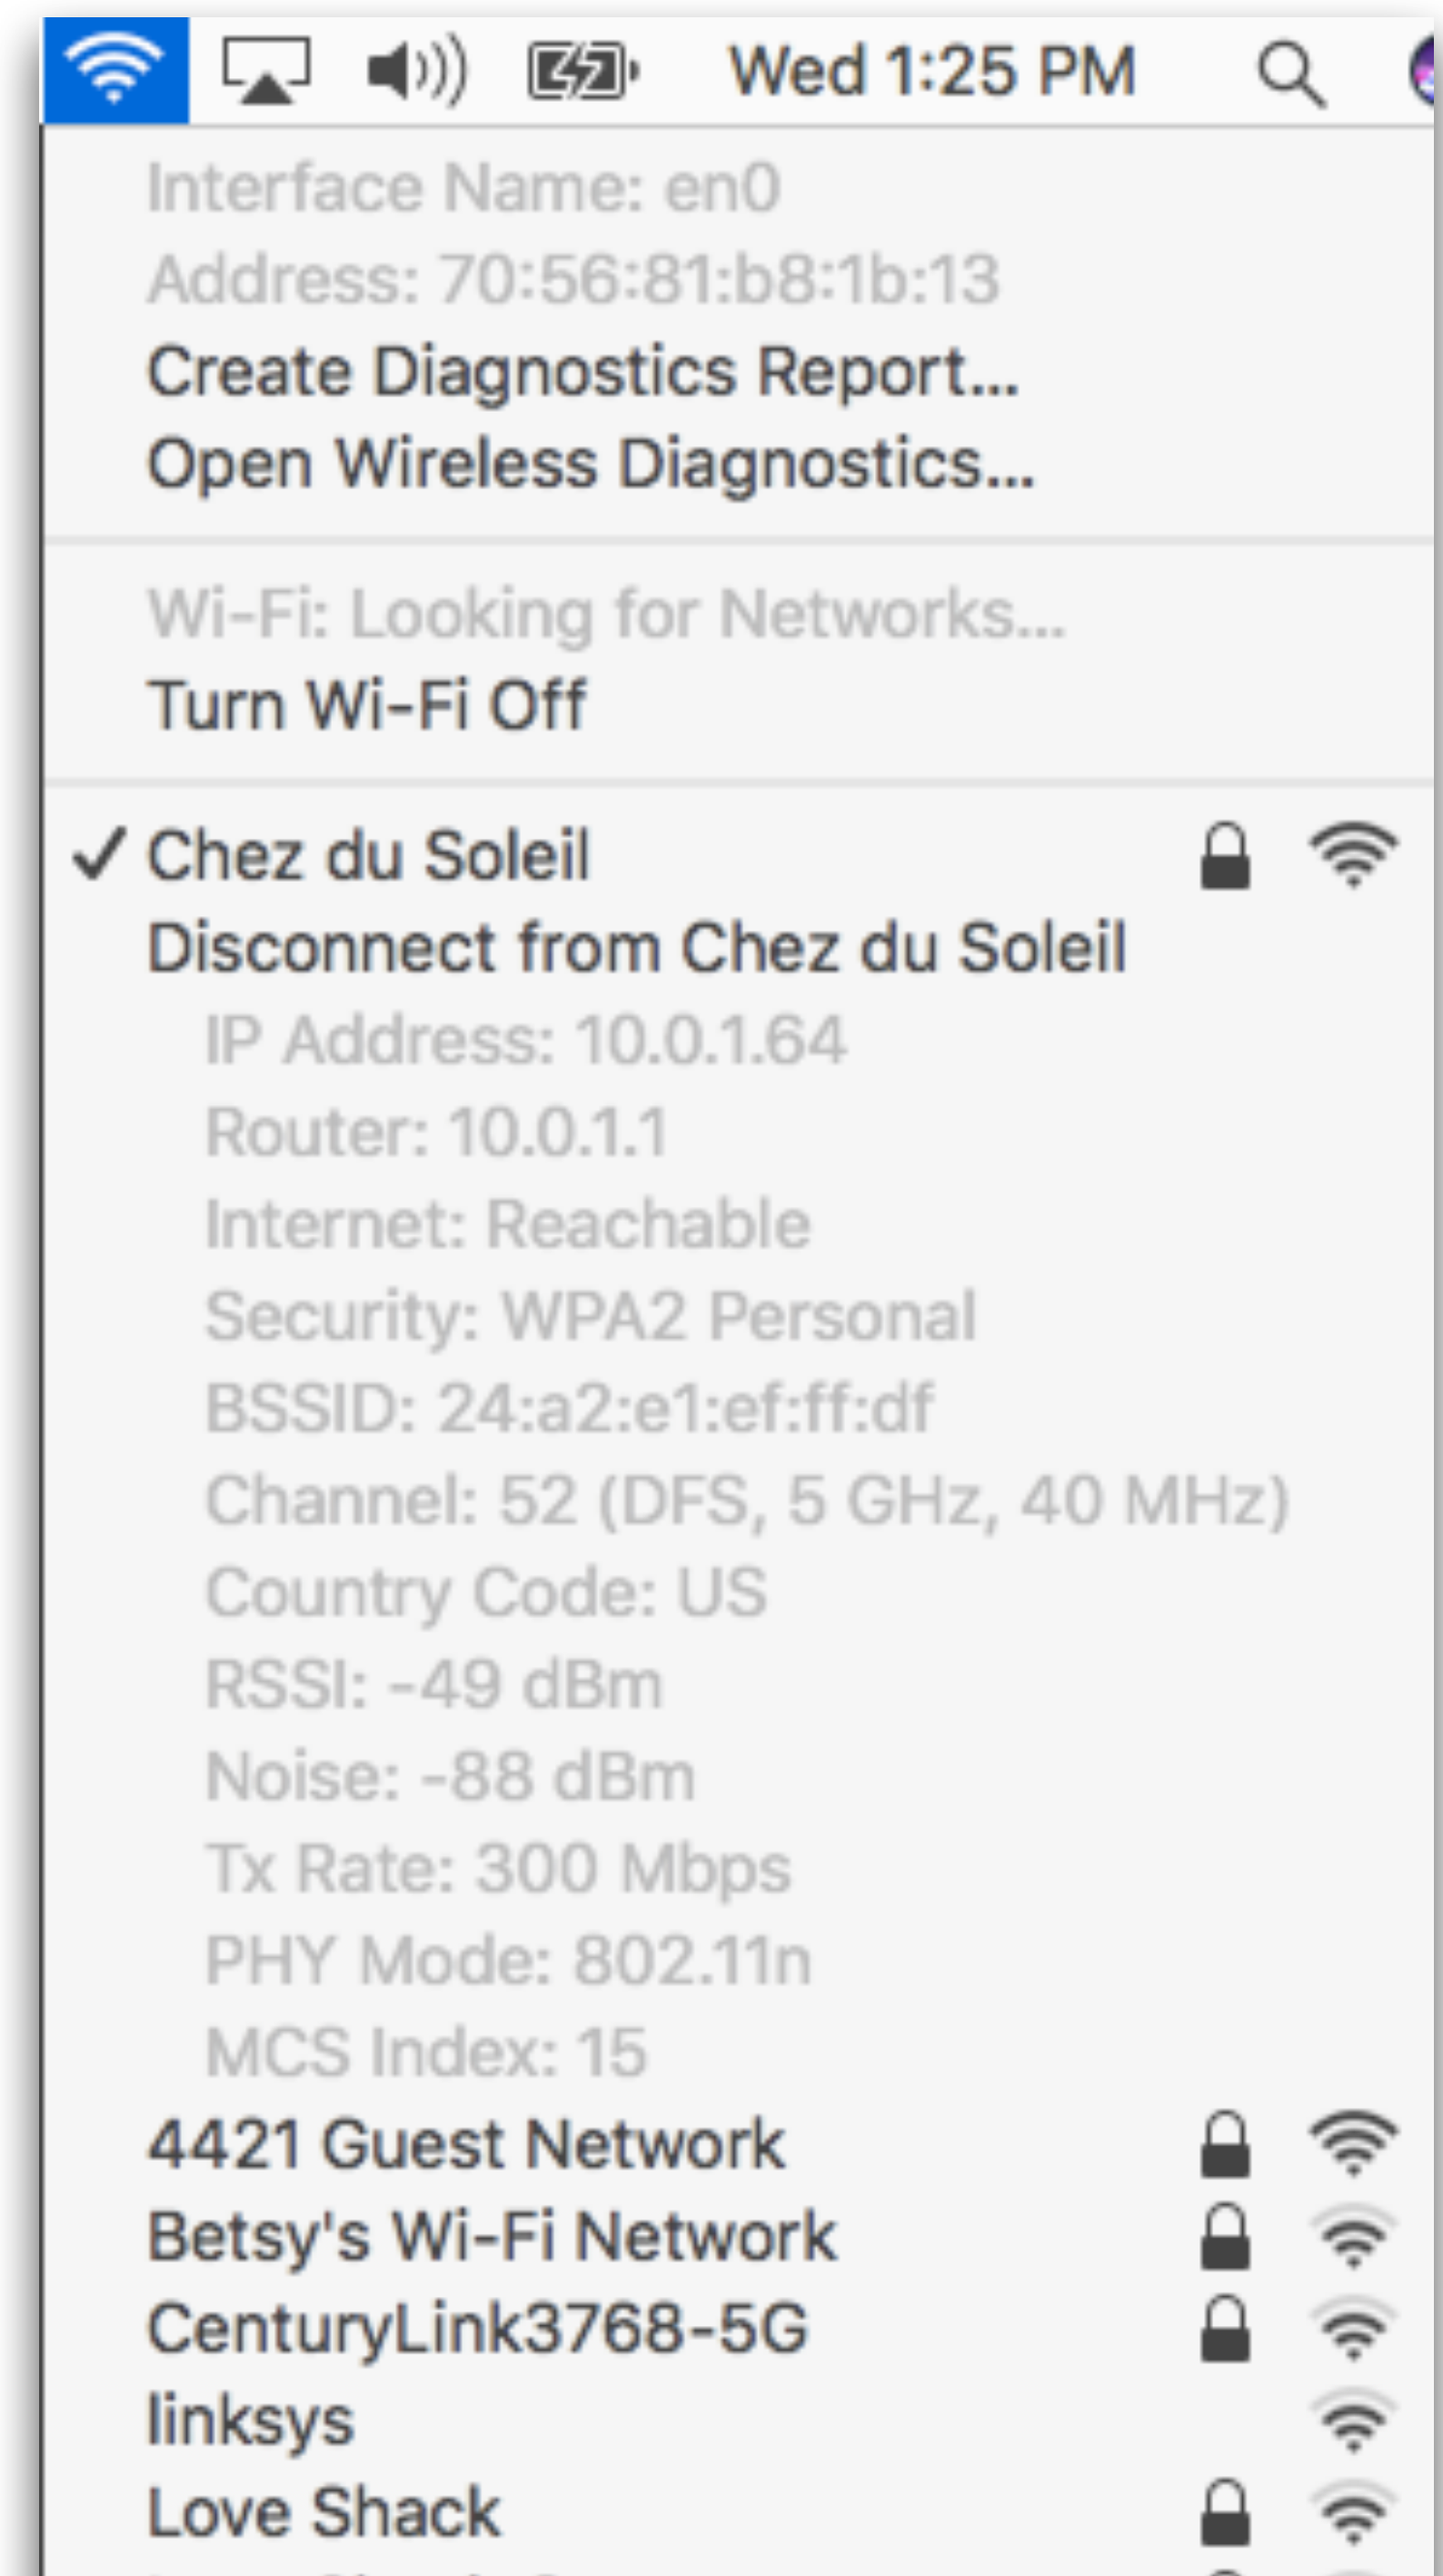 Wed 1:25 PM
Interface Name: en0
Address: 70:56:81:b8:1b:13
Create Diagnostics Report...
Open Wireless Diagnostics...
Wi-Fi: Looking for Networks...
Turn Wi-Fi Off
Chez du Soleil
Disconnect from Chez du Soleil
IP Address: 10.0.1.64
Router: 10.0.1.1
Internet: Reachable
Security: WPA2 Personal
BSSID: 24:a2:e1:ef:ff:df
Channel: 52 (DFS, 5 GHz, 40 MHz)
Country Code: US
RSSI: -49 dBm
Noise: -88 dBm
Tx Rate: 300 Mbps
PHY Mode: 802.11n
MCS Index: 15
4421 Guest Network
Betsy's Wi-Fi Network
CenturyLink3768-5G
linksys
Love Shack